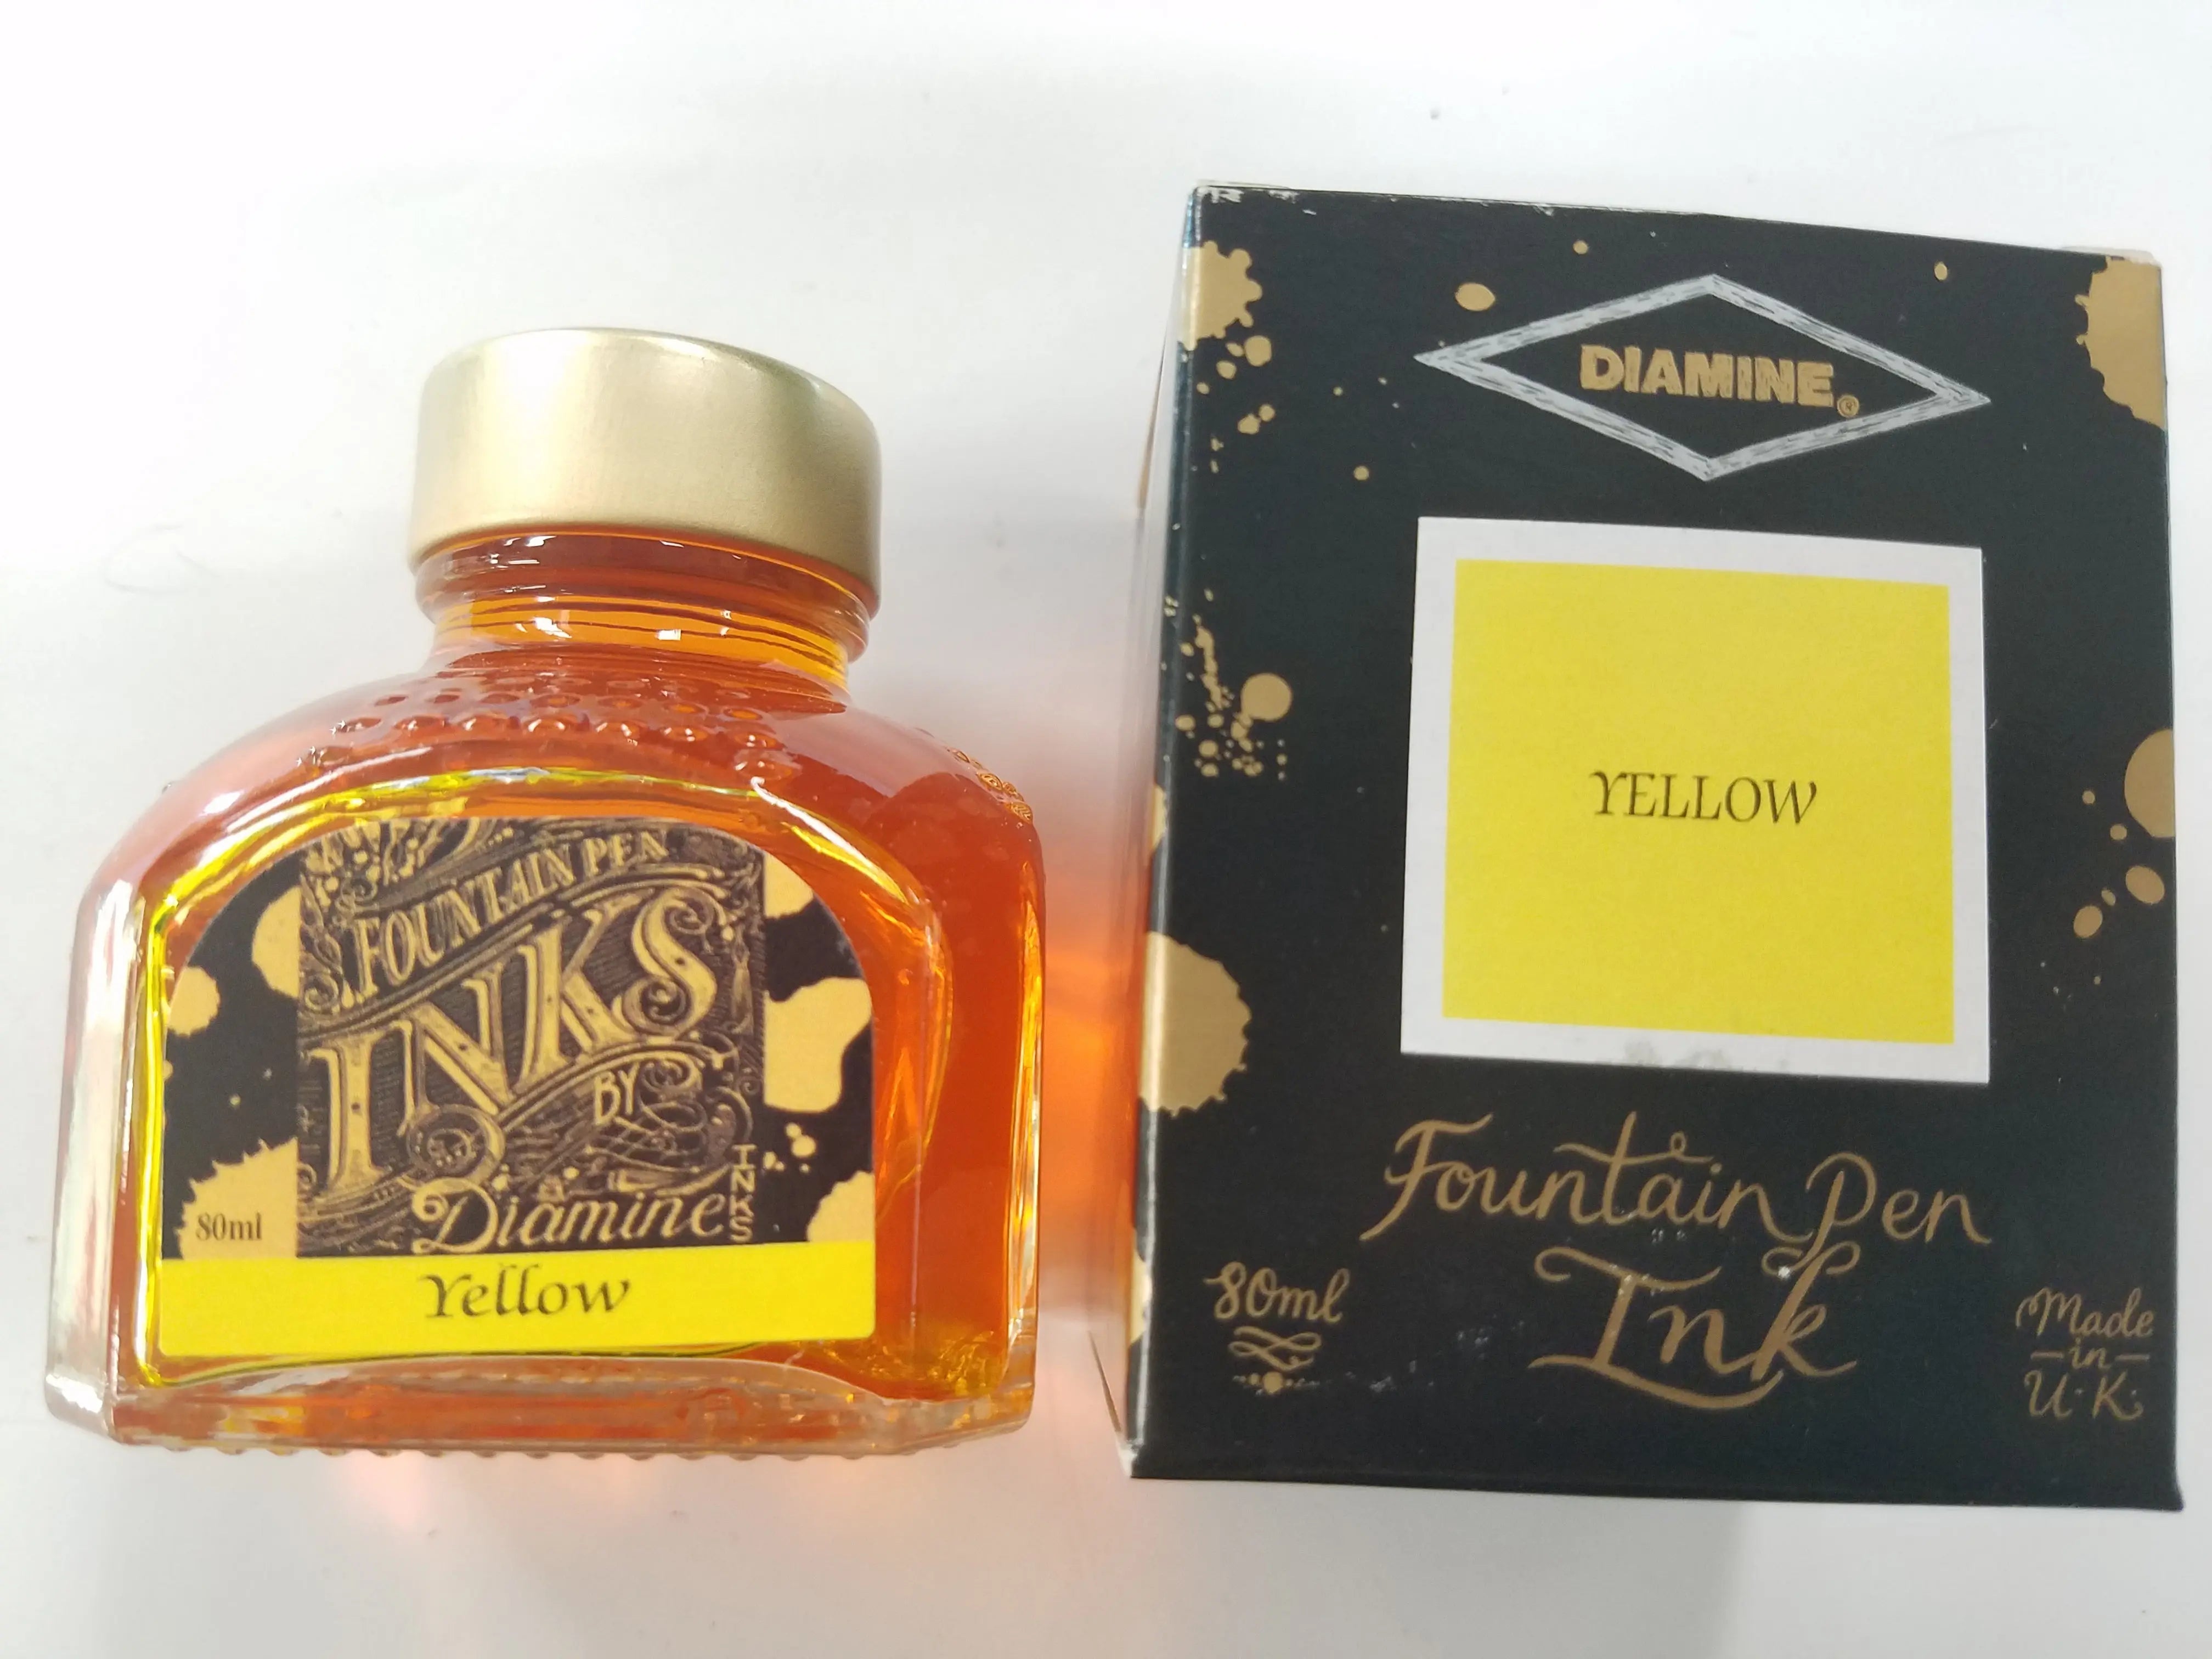 FOUNTAIN PEN
INKS
BY
Diamine
INKS
80ml
Yellow
DIAMINE®
YELLOW
Fountain Pen
Ink
80ml
Made
in
U.K.